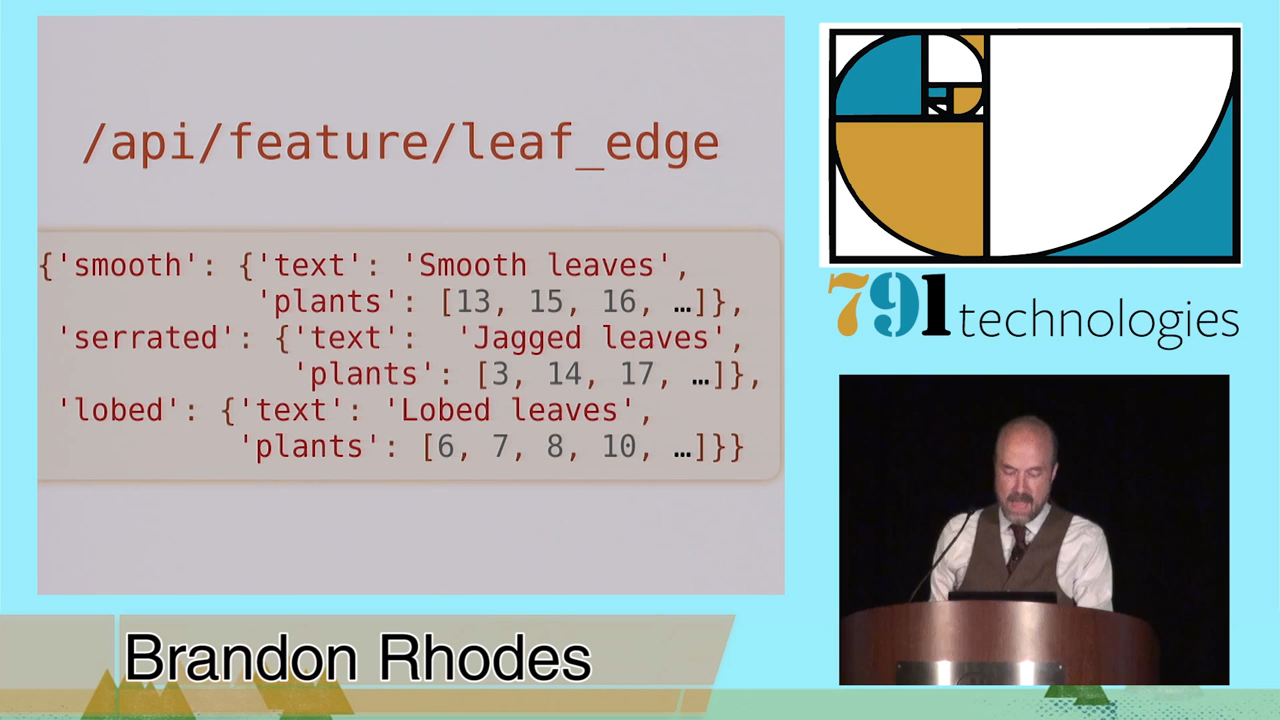 /api/feature/leaf_edge
{'smooth': {'text': 'Smooth leaves',
'plants': [13, 15, 16, …]},
'serrated': {'text': 'Jagged leaves',
'plants': [3, 14, 17, …]},
'lobed': {'text': 'Lobed leaves',
'plants': [6, 7, 8, 10, …]}}
791 technologies
Brandon Rhodes